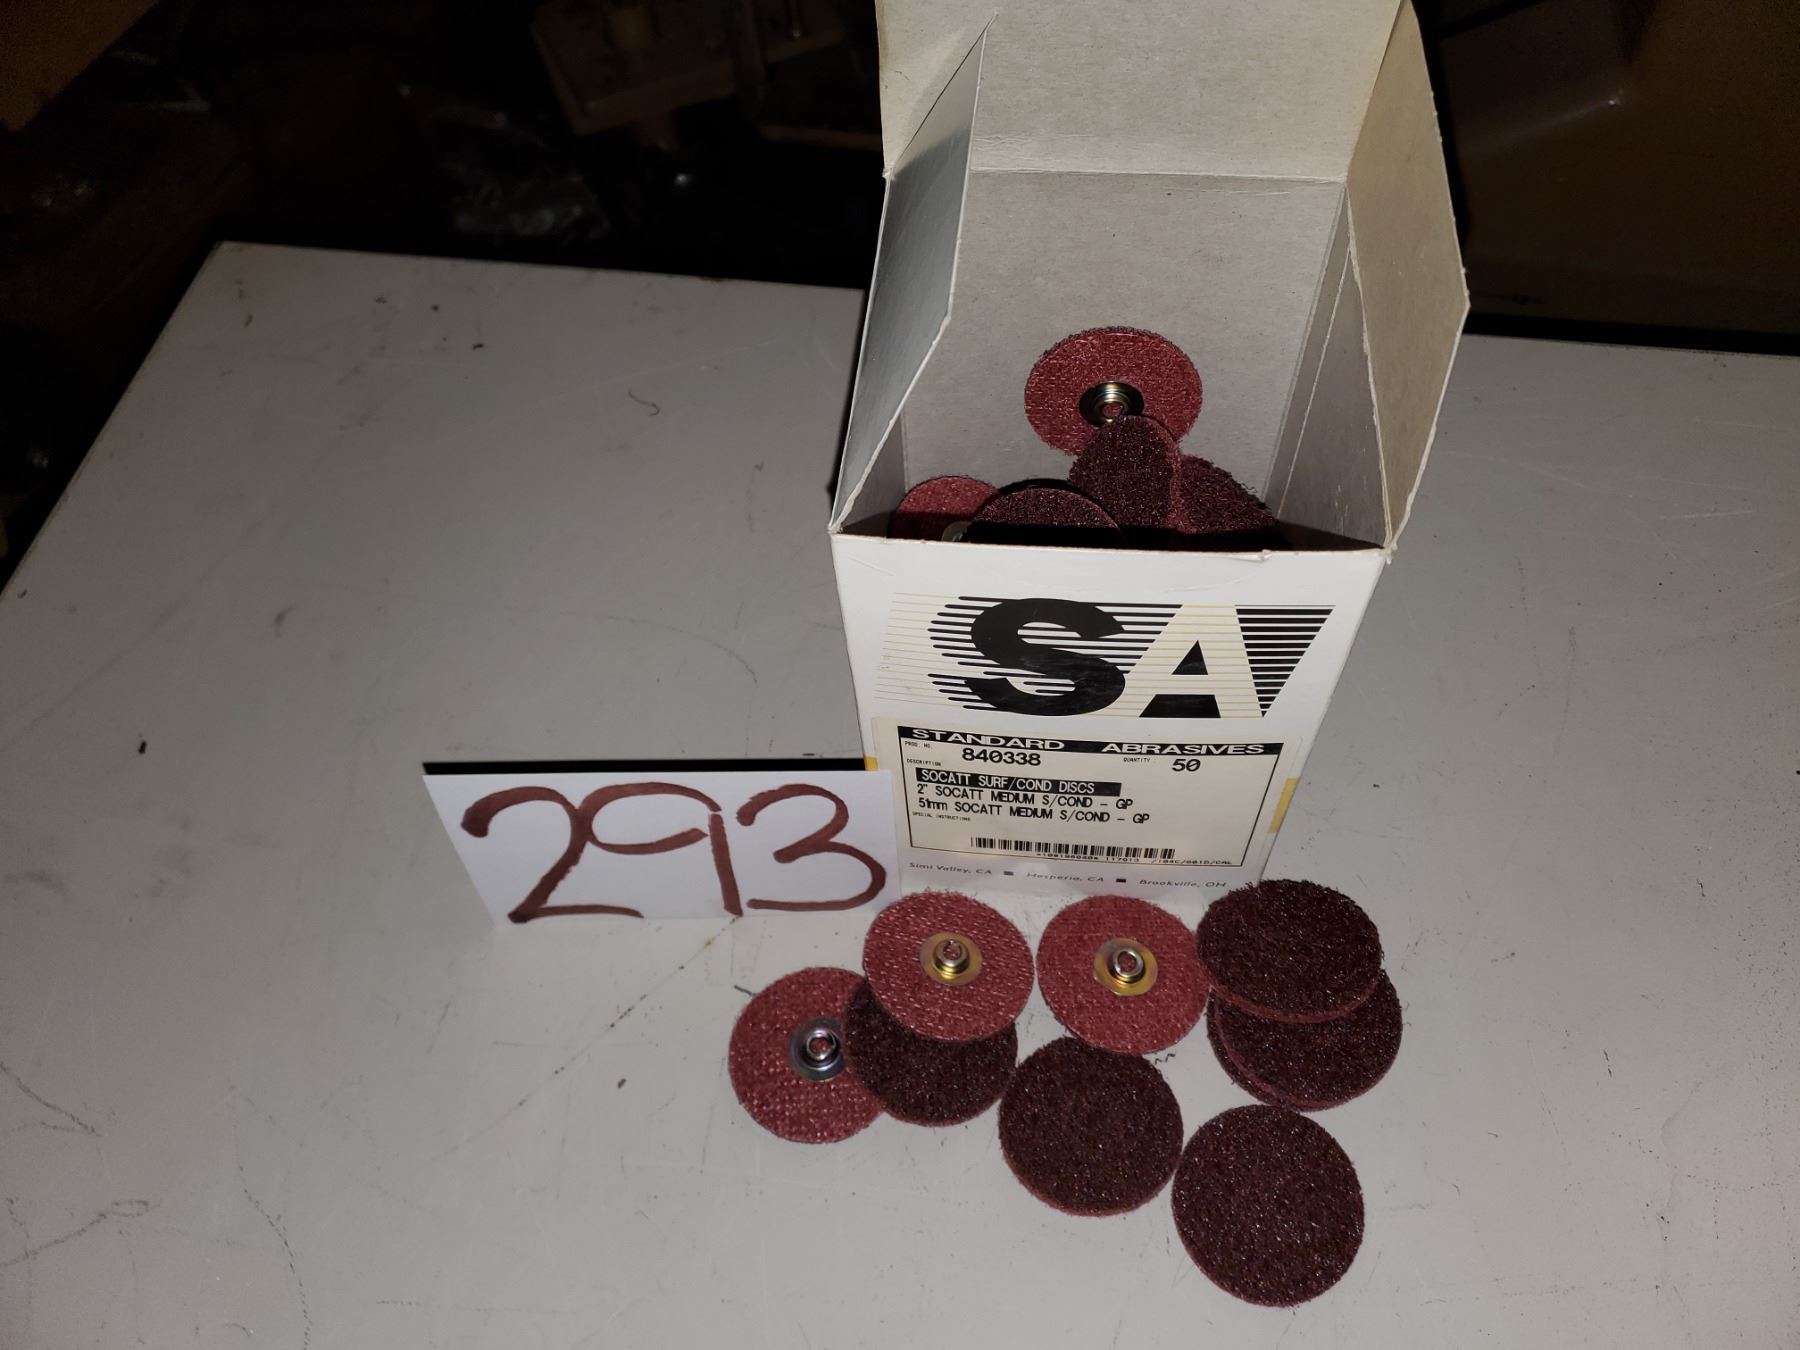 SA
STANDARD ABRASIVES
PROD. NO. 840338 QUANTITY: 50
DESCRIPTION
SOCATT SURF/COND DISCS
2" SOCATT MEDIUM S/COND - GP
51mm SOCATT MEDIUM S/COND - GP
SPECIAL INSTRUCTIONS
Simi Valley, CA ■ Hesperia, CA ■ Brookville, OH
293